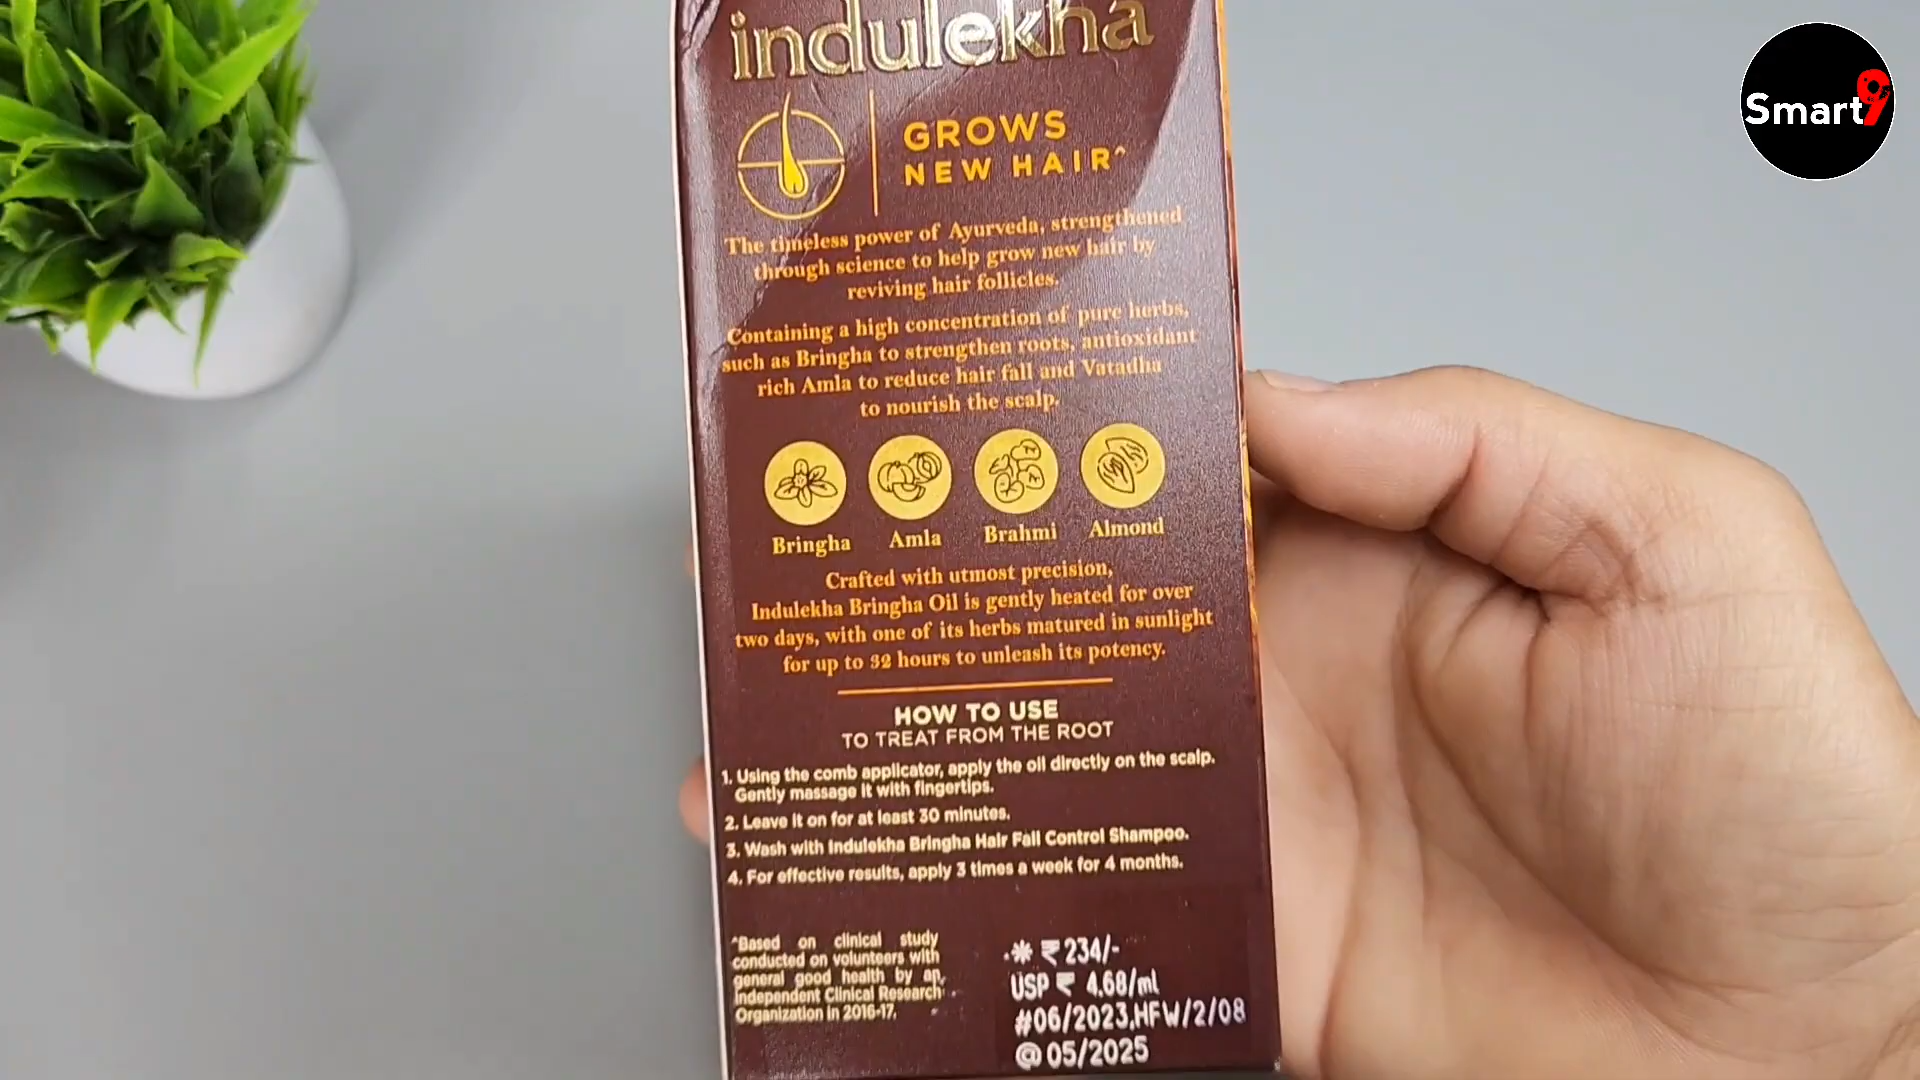 indulekha
GROWS
NEW HAIR^
The timeless power of Ayurveda, strengthened
through science to help grow new hair by
reviving hair follicles.
Containing a high concentration of pure herbs,
such as Bringha to strengthen roots, antioxidant
rich Amla to reduce hair fall and Vatadha
to nourish the scalp.
Bringha Amla Brahmi Almond
Crafted with utmost precision,
Indulekha Bringha Oil is gently heated for over
two days, with one of its herbs matured in sunlight
for up to 32 hours to unleash its potency.
HOW TO USE
TO TREAT FROM THE ROOT
1. Using the comb applicator, apply the oil directly on the scalp.
Gently massage it with fingertips.
2. Leave it on for at least 30 minutes.
3. Wash with Indulekha Bringha Hair Fall Control Shampoo.
4. For effective results, apply 3 times a week for 4 months.
^Based on clinical study
conducted on volunteers with
general good health by an
Independent Clinical Research
Organization in 2016-17.
* ₹ 234/-
USP ₹ 4.68/ml
#06/2023,HFW/2/08
@ 05/2025
Smart9